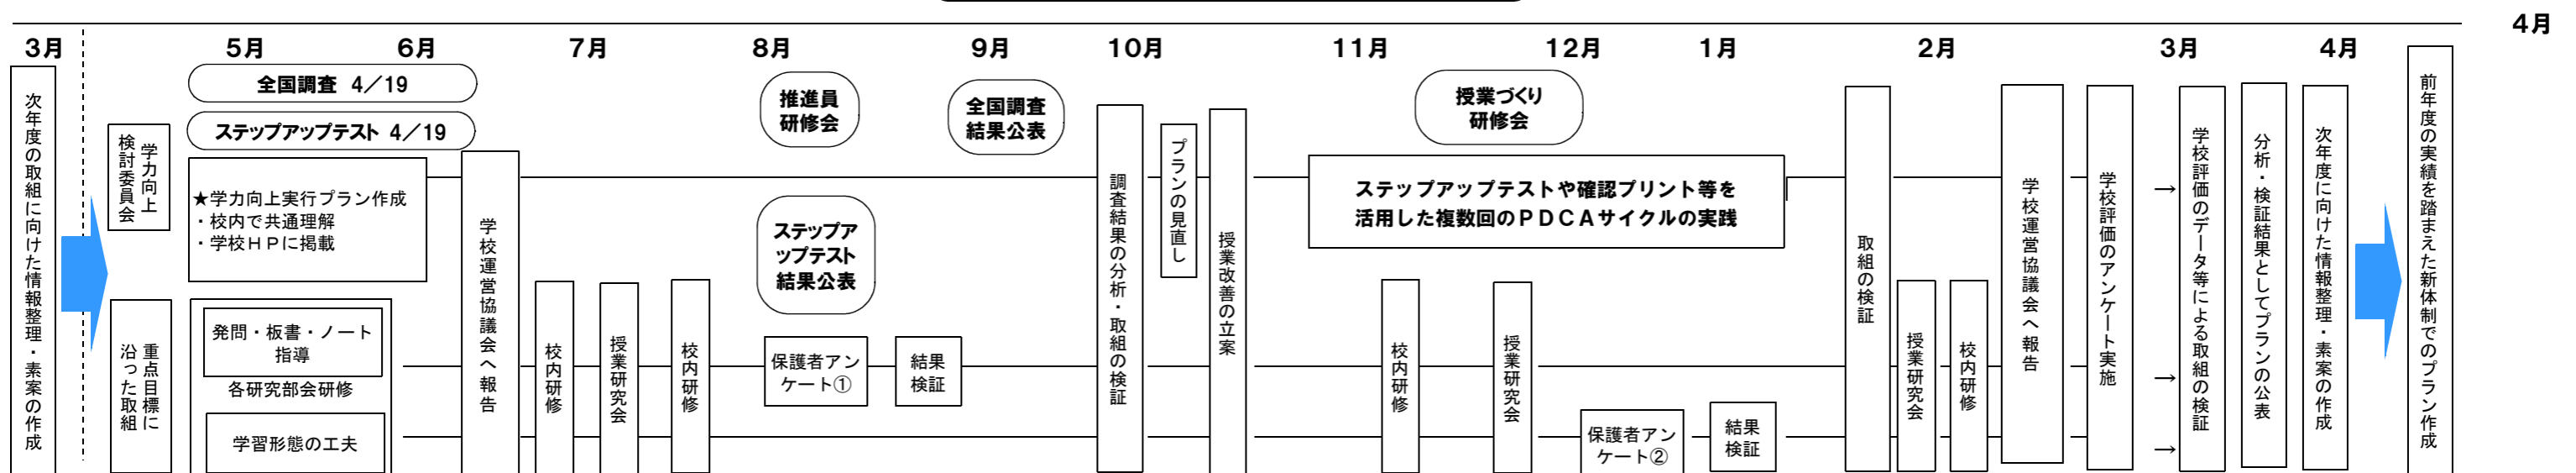 4月
3月
5月
6月
7月
8月
9月
10月
11月
12月
1月
2月
3月
4月
次年度の取組に向けた情報整理・素案の作成
学力向上
検討委員会
重点目標に
沿った取組
全国調査 4／19
ステップアップテスト 4／19
★学力向上実行プラン作成
・校内で共通理解
・学校ＨＰに掲載
発問・板書・ノート
指導
各研究部会研修
学習形態の工夫
学校運営協議会へ報告
校内研修
授業研究会
校内研修
推進員
研修会
ステップア
ップテスト
結果公表
保護者アン
ケート①
結果
検証
全国調査
結果公表
調査結果の分析・取組の検証
プランの見直し
授業改善の立案
授業づくり
研修会
ステップアップテストや確認プリント等を
活用した複数回のＰＤＣＡサイクルの実践
校内研修
授業研究会
保護者アン
ケート②
結果
検証
取組の検証
授業研究会
校内研修
学校運営協議会へ報告
学校評価のアンケート実施
→
→
→
学校評価のデータ等による取組の検証
分析・検証結果としてプランの公表
次年度に向けた情報整理・素案の作成
前年度の実績を踏まえた新体制でのプラン作成